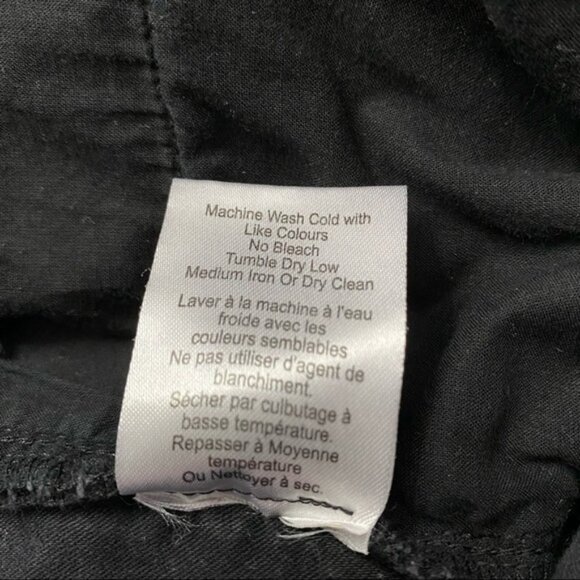 Machine Wash Cold with
Like Colours
No Bleach
Tumble Dry Low
Medium Iron Or Dry Clean
Laver à la machine à l'eau
froide avec les
couleurs semblables
Ne pas utiliser d'agent de
blanchiment.
Sécher par culbutage à
basse température.
Repasser à Moyenne
température
Ou Nettoyer à sec.